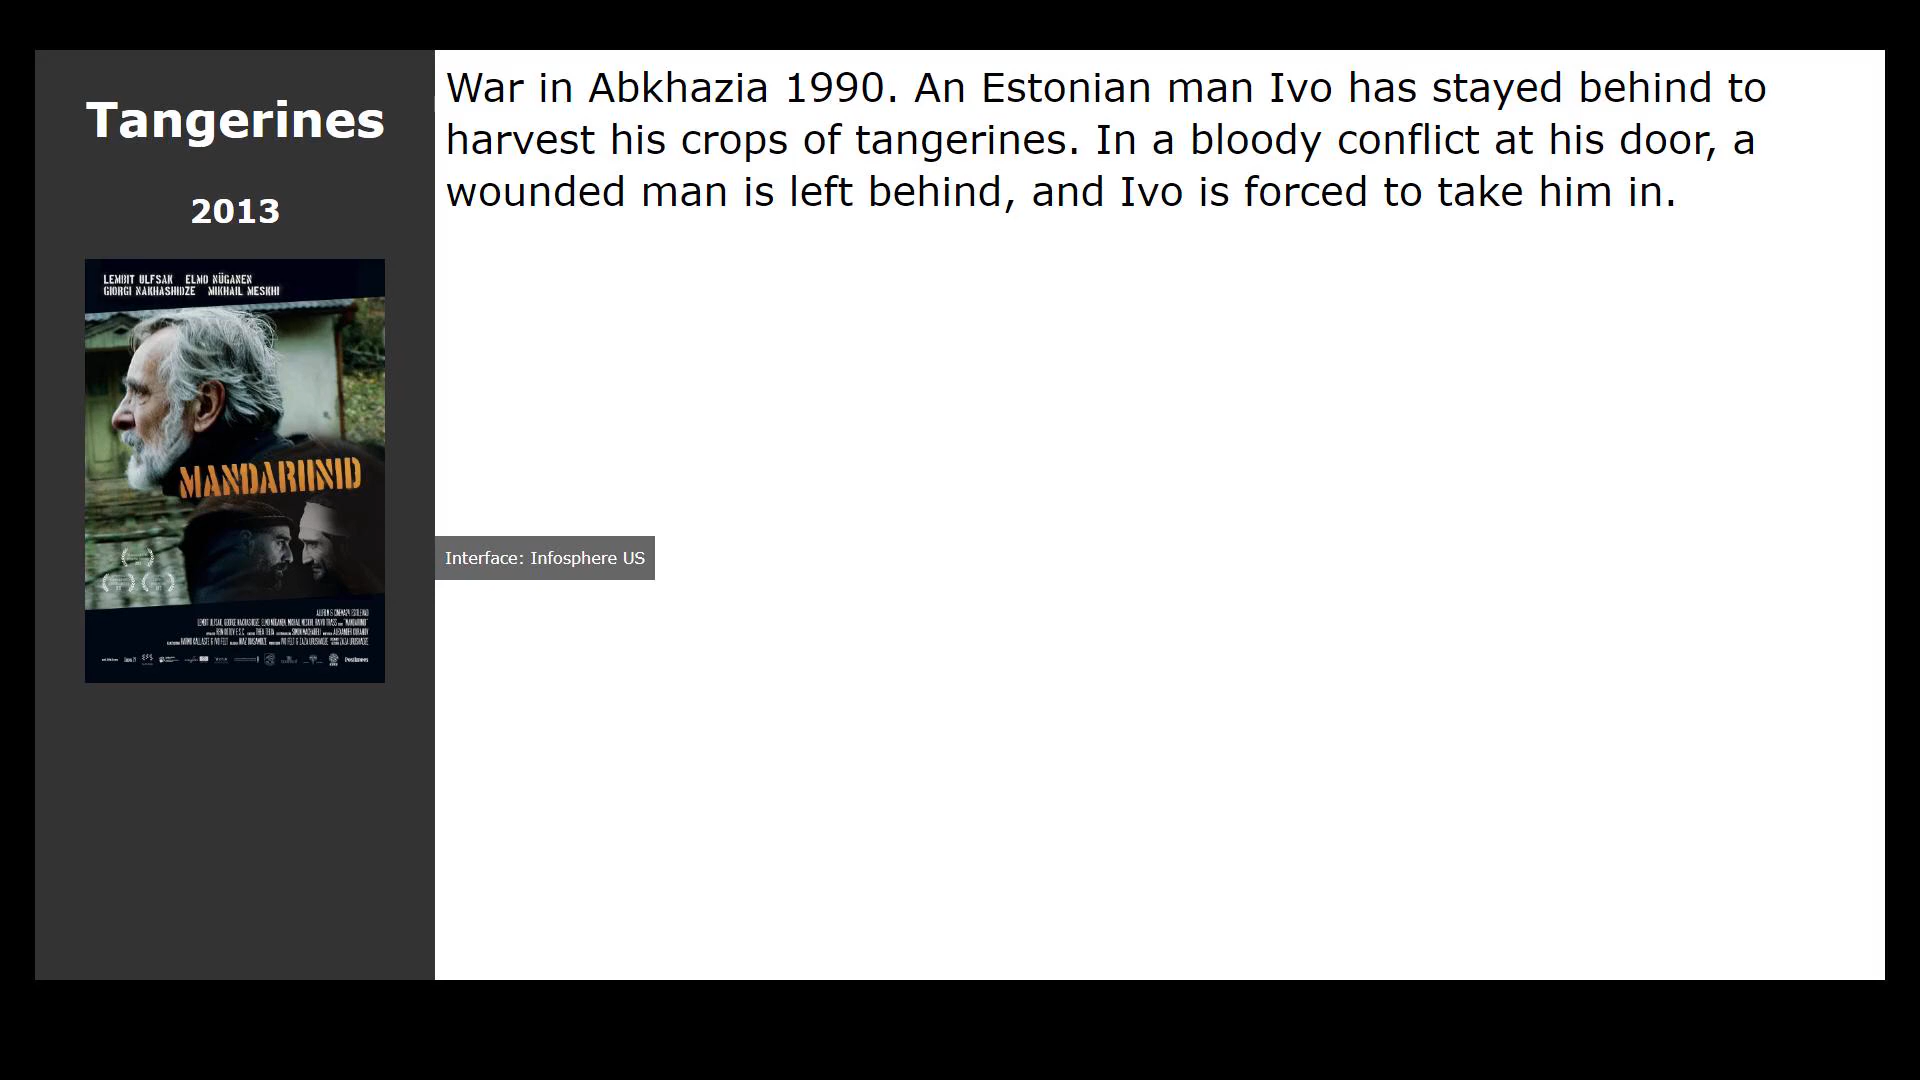 Tangerines
2013
LEMBIT ULFSAK ELMO NÜGANEN
GIORGI NAKHASHIDZE MIKHAIL MESKHI
MANDARIINID
War in Abkhazia 1990. An Estonian man Ivo has stayed behind to
harvest his crops of tangerines. In a bloody conflict at his door, a
wounded man is left behind, and Ivo is forced to take him in.
Interface: Infosphere US